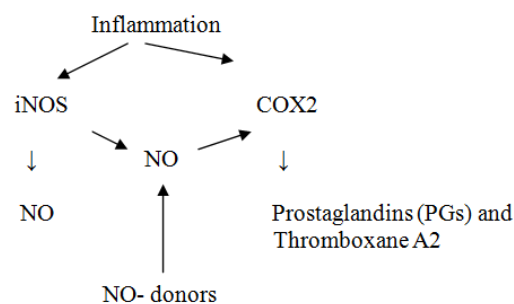 Inflammation
iNOS
COX2
NO
NO
Prostaglandins (PGs) and
Thromboxane A2
NO- donors